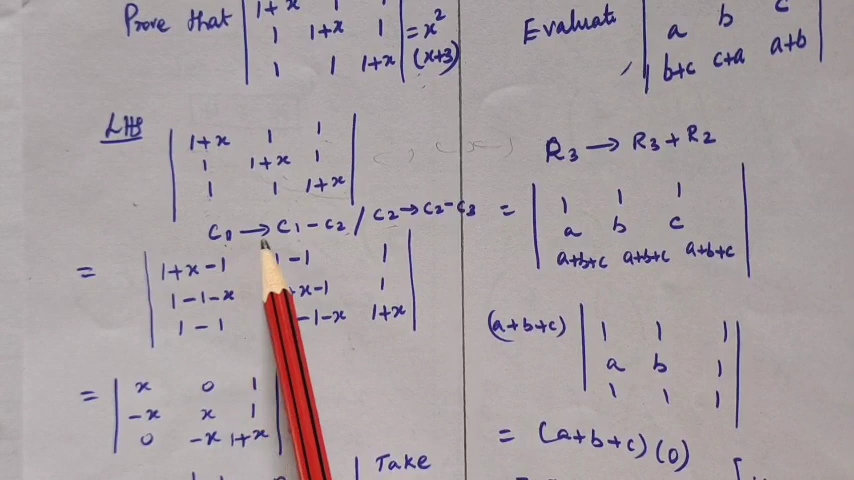 Prove that | 1+x 1 1 |
| 1 1+x 1 | = x²
| 1 1 1+x | (x+3)
LHS
| 1+x 1 1 |
| 1 1+x 1 |
| 1 1 1+x |
C1 → C1-C2 / C2→C2-C3
= | 1+x-1 1-1 1 |
| 1-1-x x-1 1 |
| 1-1 -1-x 1+x |
= | x 0 1 |
| -x x 1 |
| 0 -x 1+x |
Take
Evaluate
| a b c |
| b+c c+a a+b |
R3 → R3+R2
= | 1 1 1 |
| a b c |
| a+b+c a+b+c a+b+c |
(a+b+c) | 1 1 1 |
| a b 1 |
| 1 1 1 |
= (a+b+c)(0)